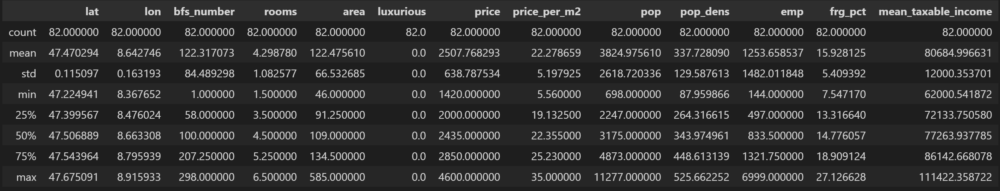 lat lon bfs_number rooms area luxurious price price_per_m2 pop pop_dens emp frg_pct mean_taxable_income
count 82.000000 82.000000 82.000000 82.000000 82.000000 82.0 82.000000 82.000000 82.000000 82.000000 82.000000 82.000000 82.000000
mean 47.470294 8.642746 122.317073 4.298780 122.475610 0.0 2507.768293 22.278659 3824.975610 337.728090 1253.658537 15.928125 80684.996631
std 0.115097 0.163193 84.489298 1.082577 66.532685 0.0 638.787534 5.197925 2618.720336 129.587613 1482.011848 5.409392 12000.353701
min 47.224941 8.367652 1.000000 1.500000 46.000000 0.0 1420.000000 5.560000 698.000000 87.959866 144.000000 7.547170 62000.541872
25% 47.399567 8.476024 58.000000 3.500000 91.250000 0.0 2000.000000 19.132500 2247.000000 264.316615 497.000000 13.316640 72133.750580
50% 47.506889 8.663308 100.000000 4.500000 109.000000 0.0 2435.000000 22.355000 3175.000000 343.974961 833.500000 14.776057 77263.937785
75% 47.543964 8.795939 207.250000 5.250000 134.500000 0.0 2850.000000 25.230000 4873.000000 448.613139 1321.750000 18.909124 86142.668078
max 47.675091 8.915933 298.000000 6.500000 585.000000 0.0 4600.000000 35.000000 11277.000000 525.662252 6999.000000 27.126628 111422.358722